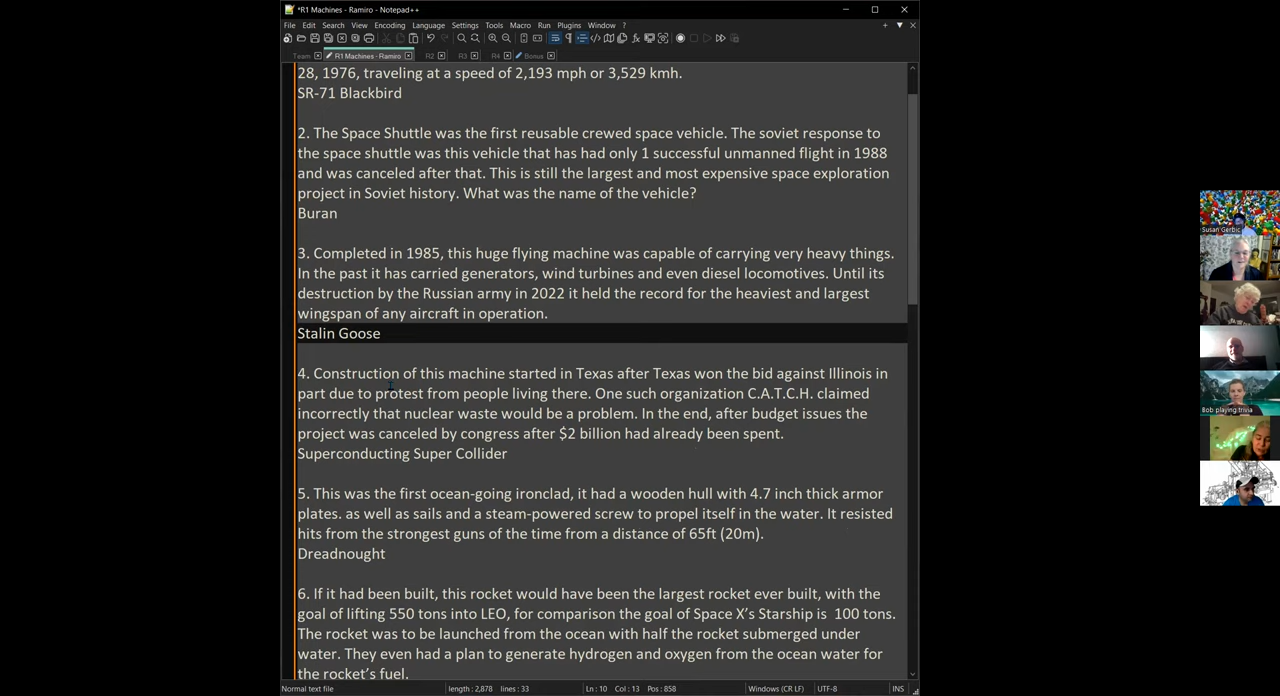 *R1 Machines - Ramiro - Notepad++
File Edit Search View Encoding Language Settings Tools Macro Run Plugins Window ?
Team R1 Machines - Ramiro R2 R3 R4 Bonus
28, 1976, traveling at a speed of 2,193 mph or 3,529 kmh.
SR-71 Blackbird
2. The Space Shuttle was the first reusable crewed space vehicle. The soviet response to
the space shuttle was this vehicle that has had only 1 successful unmanned flight in 1988
and was canceled after that. This is still the largest and most expensive space exploration
project in Soviet history. What was the name of the vehicle?
Buran
3. Completed in 1985, this huge flying machine was capable of carrying very heavy things.
In the past it has carried generators, wind turbines and even diesel locomotives. Until its
destruction by the Russian army in 2022 it held the record for the heaviest and largest
wingspan of any aircraft in operation.
Stalin Goose
4. Construction of this machine started in Texas after Texas won the bid against Illinois in
part due to protest from people living there. One such organization C.A.T.C.H. claimed
incorrectly that nuclear waste would be a problem. In the end, after budget issues the
project was canceled by congress after $2 billion had already been spent.
Superconducting Super Collider
5. This was the first ocean-going ironclad, it had a wooden hull with 4.7 inch thick armor
plates. as well as sails and a steam-powered screw to propel itself in the water. It resisted
hits from the strongest guns of the time from a distance of 65ft (20m).
Dreadnought
6. If it had been built, this rocket would have been the largest rocket ever built, with the
goal of lifting 550 tons into LEO, for comparison the goal of Space X's Starship is 100 tons.
The rocket was to be launched from the ocean with half the rocket submerged under
water. They even had a plan to generate hydrogen and oxygen from the ocean water for
the rocket's fuel.
Normal text file length : 2,878 lines : 33 Ln : 10 Col : 13 Pos : 858 Windows (CR LF) UTF-8 INS
Susan Gerbic
Bob playing trivia